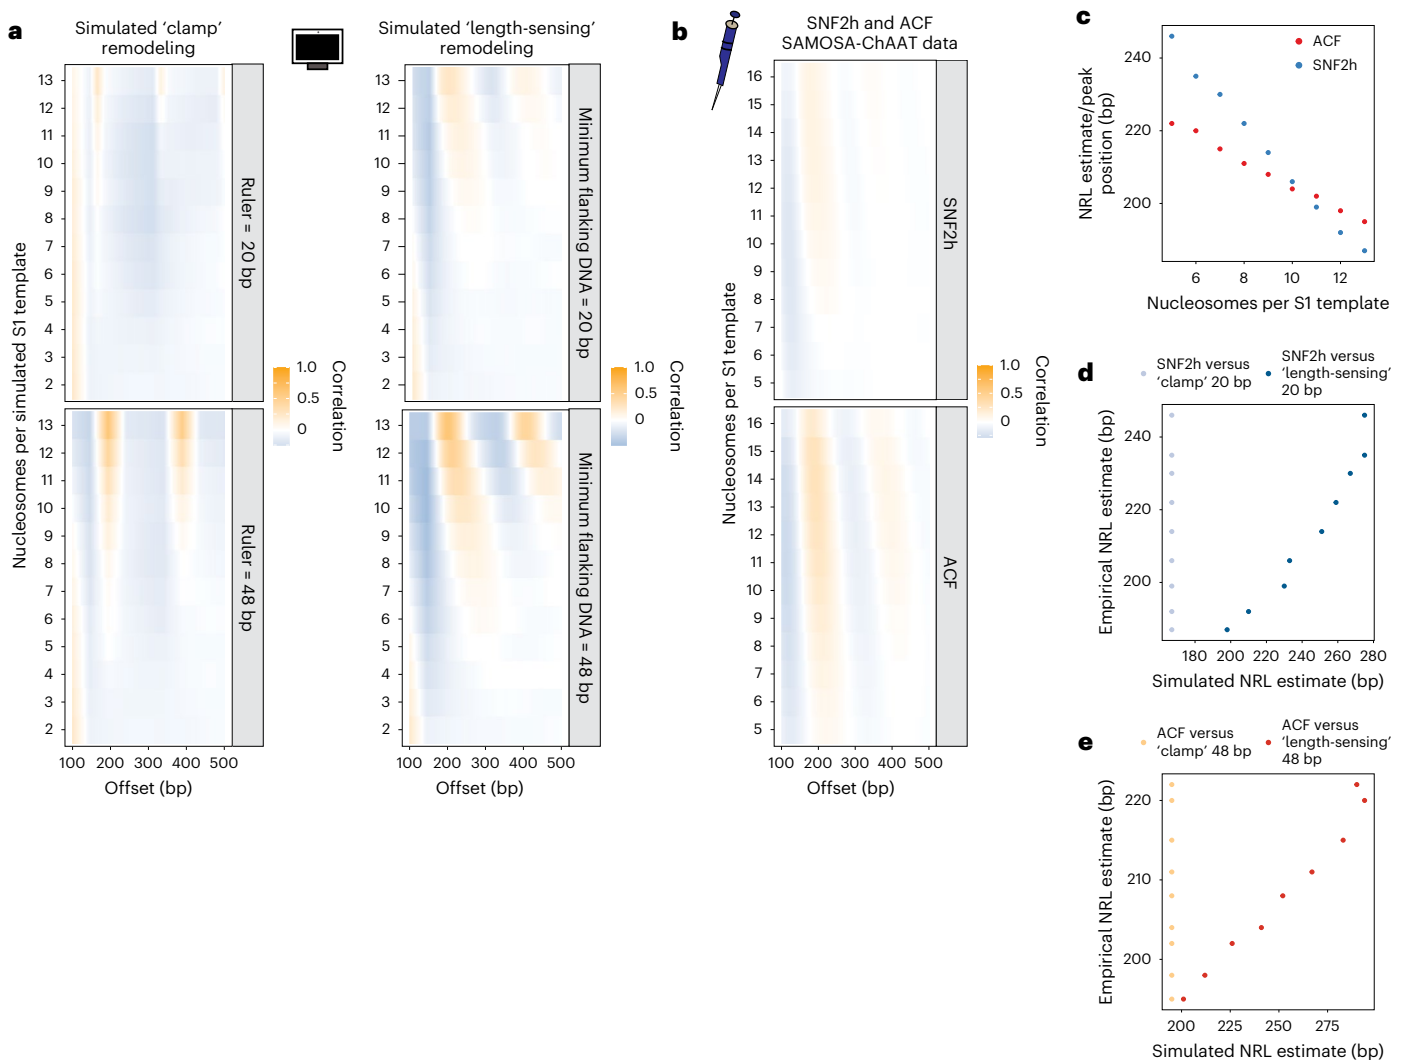 a
Simulated ‘clamp’
remodeling
Simulated ‘length-sensing’
remodeling
Nucleosomes per simulated S1 template
13
12
11
10
9
8
7
6
5
4
3
2
Ruler = 20 bp
13
12
11
10
9
8
7
6
5
4
3
2
Ruler = 48 bp
100 200 300 400 500
Offset (bp)
1.0
0.5
0
Correlation
13
12
11
10
9
8
7
6
5
4
3
2
Minimum flanking DNA = 20 bp
13
12
11
10
9
8
7
6
5
4
3
2
Minimum flanking DNA = 48 bp
100 200 300 400 500
Offset (bp)
1.0
0.5
0
Correlation
b
SNF2h and ACF
SAMOSA-ChAAT data
Nucleosomes per S1 template
16
15
14
13
12
11
10
9
8
7
6
5
SNF2h
16
15
14
13
12
11
10
9
8
7
6
5
ACF
100 200 300 400 500
Offset (bp)
1.0
0.5
0
Correlation
c
NRL estimate/peak
position (bp)
240
220
200
ACF
SNF2h
6 8 10 12
Nucleosomes per S1 template
d
SNF2h versus
‘clamp’ 20 bp
SNF2h versus
‘length-sensing’
20 bp
Empirical NRL estimate (bp)
240
220
200
180 200 220 240 260 280
Simulated NRL estimate (bp)
e
ACF versus
‘clamp’ 48 bp
ACF versus
‘length-sensing’
48 bp
Empirical NRL estimate (bp)
220
210
200
200 225 250 275
Simulated NRL estimate (bp)